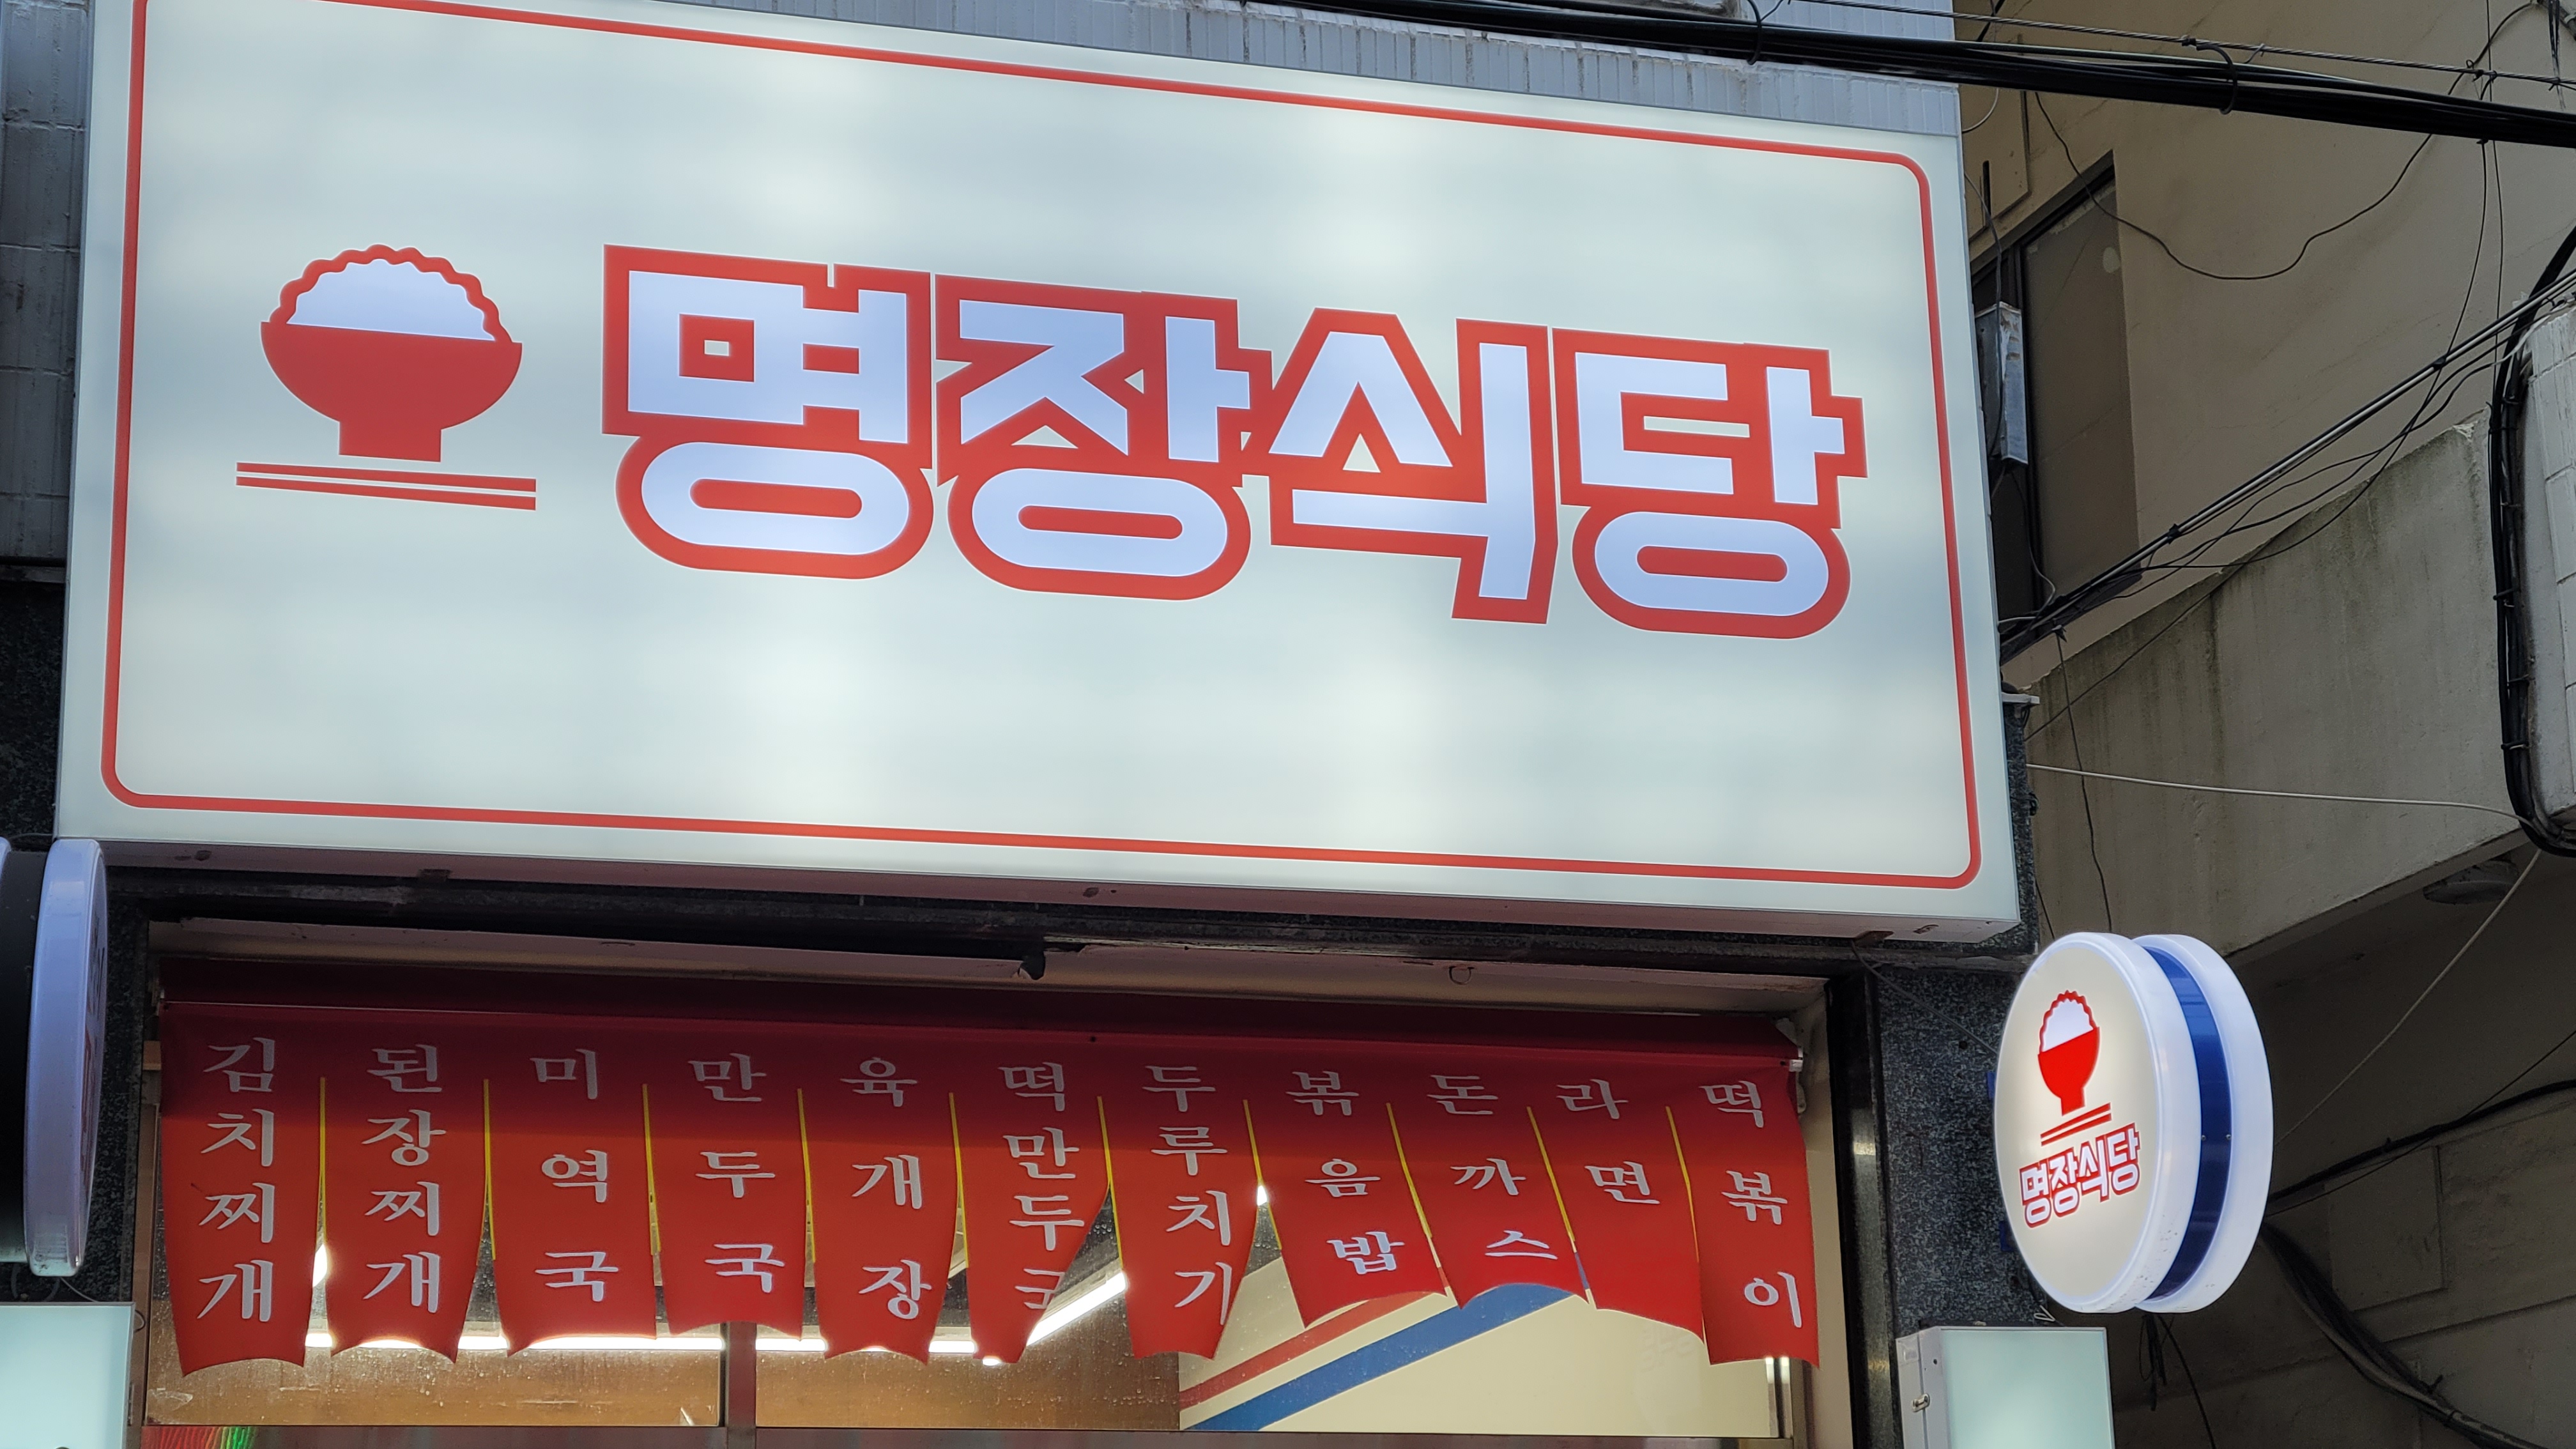 명장식당
김치찌개
된장찌개
미역국
만두국
육개장
떡만두국
두루치기
볶음밥
돈까스
라면
떡볶이
명장식당